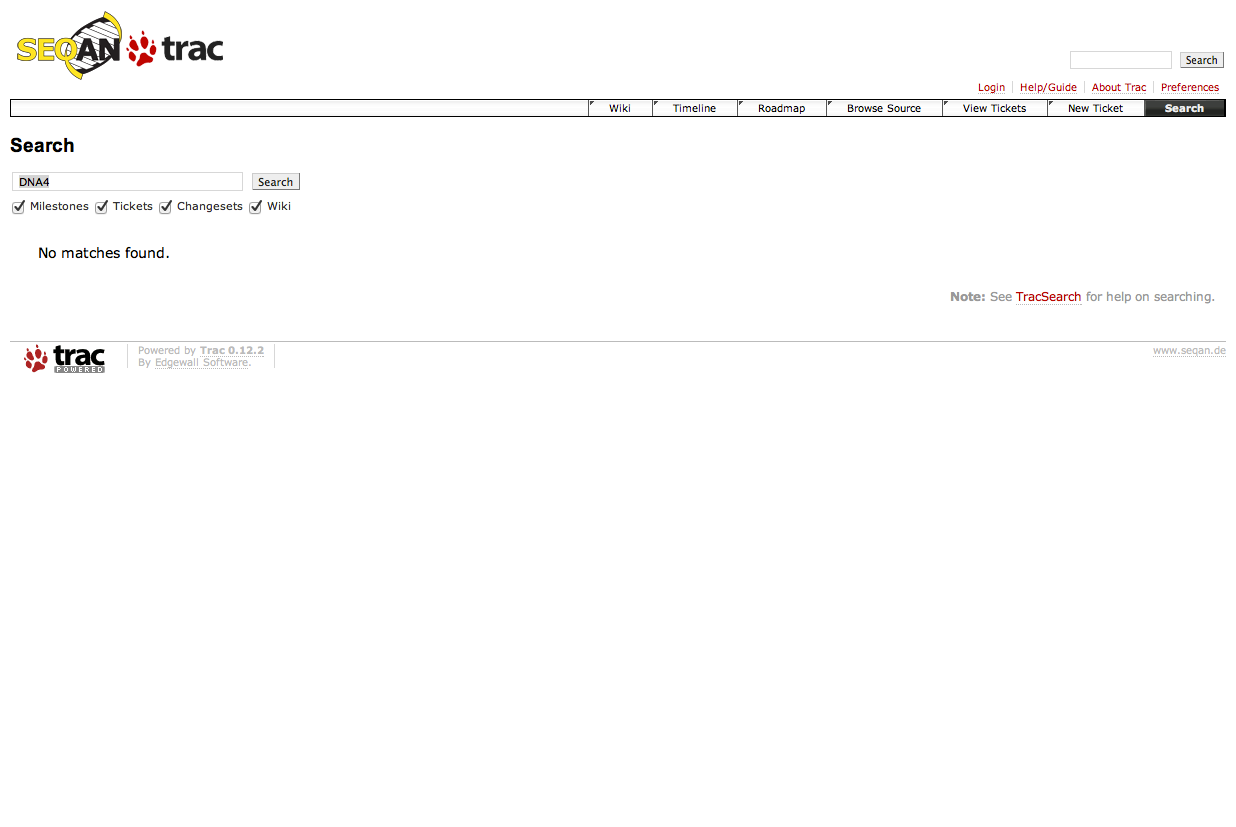 SEQAN trac
Search
Login Help/Guide About Trac Preferences
Wiki Timeline Roadmap Browse Source View Tickets New Ticket Search
Search
DNA4 Search
Milestones Tickets Changesets Wiki
No matches found.
Note: See TracSearch for help on searching.
trac POWERED
Powered by Trac 0.12.2
By Edgewall Software.
www.seqan.de